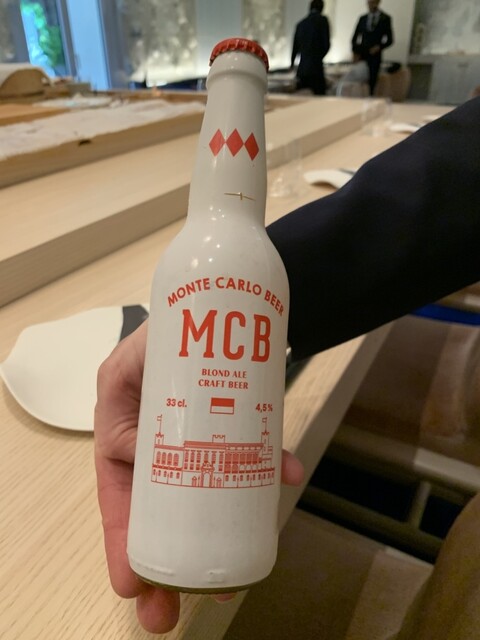 MONTE CARLO BEER
MCB
BLOND ALE
CRAFT BEER
33 cl.
4,5%